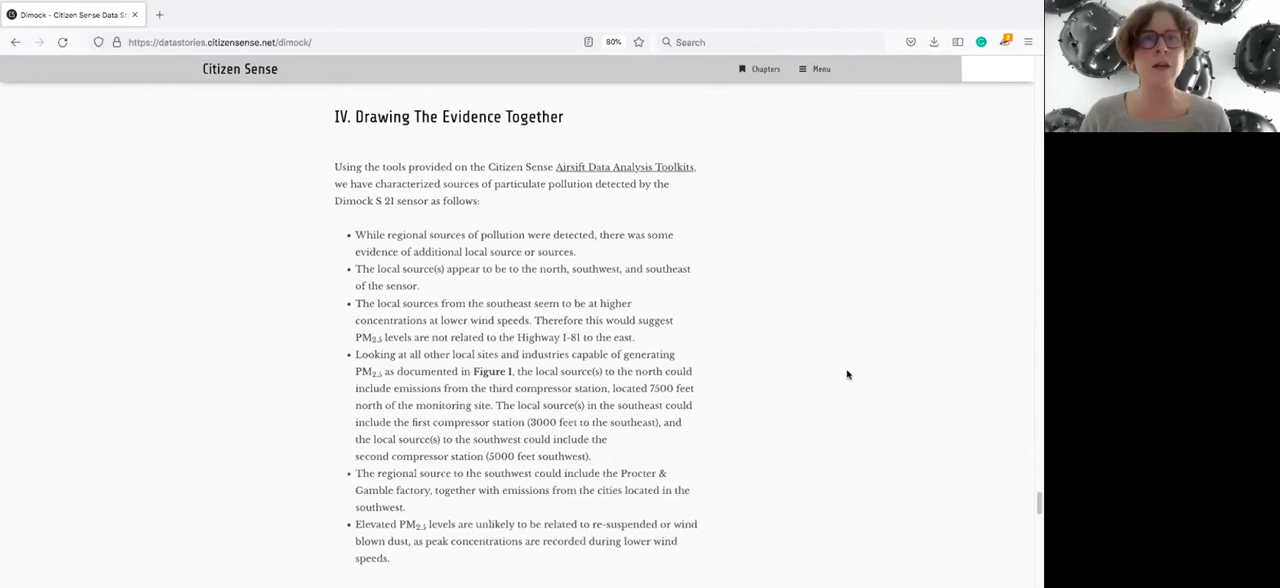 Dimock - Citizen Sense Data St
https://datastories.citizensense.net/dimock/
80%
Search
Citizen Sense
Chapters
Menu
IV. Drawing The Evidence Together
Using the tools provided on the Citizen Sense Airsift Data Analysis Toolkits,
we have characterized sources of particulate pollution detected by the
Dimock S 21 sensor as follows:
• While regional sources of pollution were detected, there was some
evidence of additional local source or sources.
• The local source(s) appear to be to the north, southwest, and southeast
of the sensor.
• The local sources from the southeast seem to be at higher
concentrations at lower wind speeds. Therefore this would suggest
PM2.5 levels are not related to the Highway I-81 to the east.
• Looking at all other local sites and industries capable of generating
PM2.5 as documented in Figure 1, the local source(s) to the north could
include emissions from the third compressor station, located 7500 feet
north of the monitoring site. The local source(s) in the southeast could
include the first compressor station (3000 feet to the southeast), and
the local source(s) to the southwest could include the
second compressor station (5000 feet southwest).
• The regional source to the southwest could include the Procter &
Gamble factory, together with emissions from the cities located in the
southwest.
• Elevated PM2.5 levels are unlikely to be related to re-suspended or wind
blown dust, as peak concentrations are recorded during lower wind
speeds.